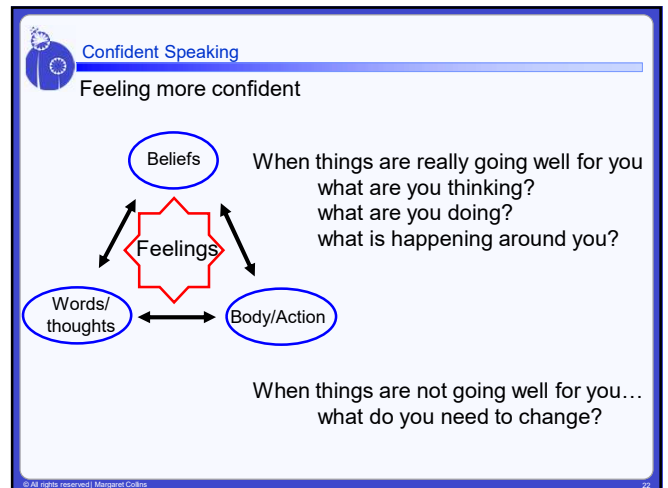 Confident Speaking
Feeling more confident
Beliefs
Feelings
Words/
thoughts
Body/Action
When things are really going well for you
what are you thinking?
what are you doing?
what is happening around you?
When things are not going well for you…
what do you need to change?
© All rights reserved | Margaret Collins
22